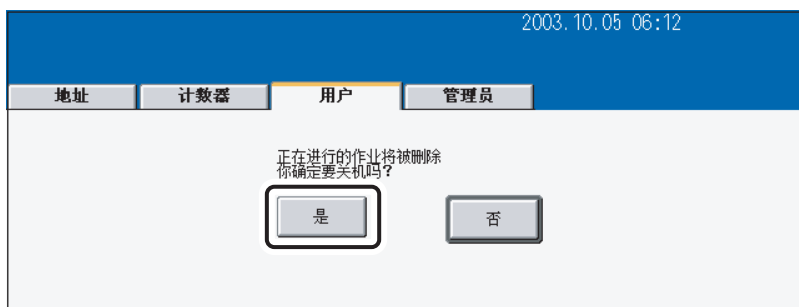 2003.10.05 06:12
地址 计数器 用户 管理员
正在进行的作业将被删除
你确定要关机吗?
是 否